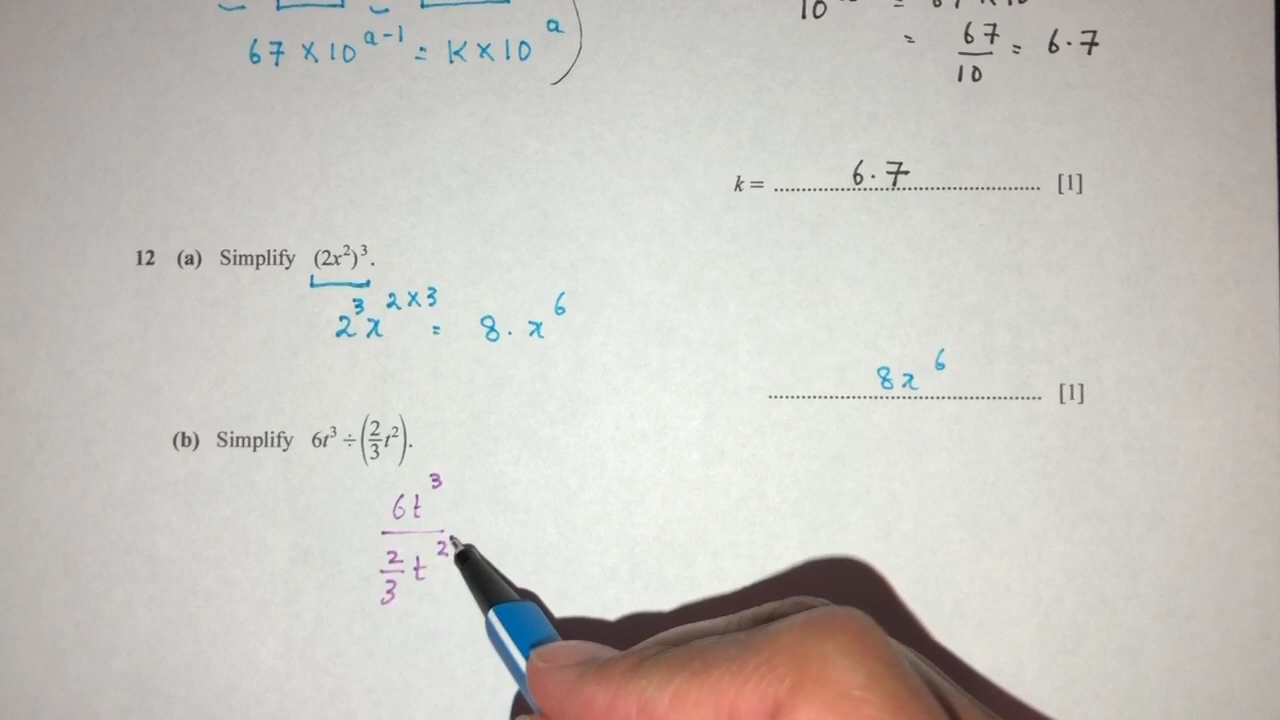 67 × 10^(a-1) = K × 10^a)
10
= 67/10 = 6.7
k = 6.7 [1]
12 (a) Simplify (2x²)³.
2³x^(2×3) = 8.x⁶
8x⁶ [1]
(b) Simplify 6t³ ÷ (2/3 t²).
6t³
2/3 t²